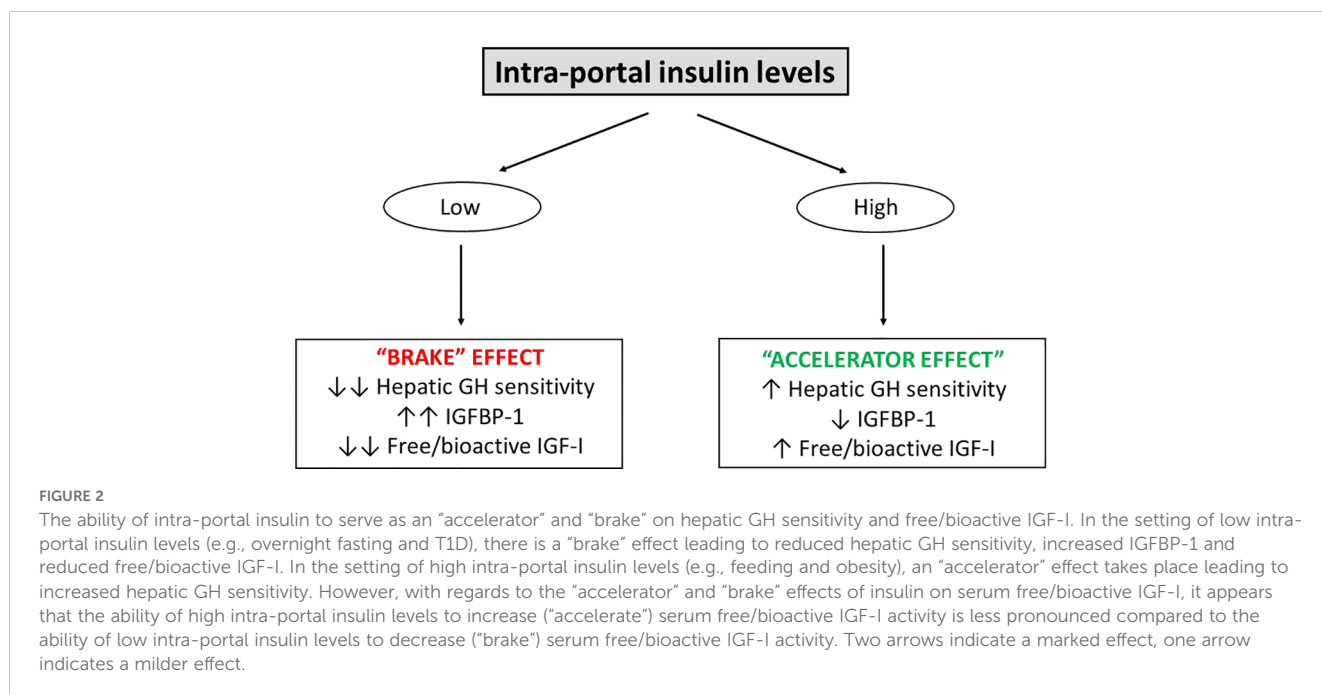 Intra-portal insulin levels
Low
High
“BRAKE” EFFECT
↓↓ Hepatic GH sensitivity
↑↑ IGFBP-1
↓↓ Free/bioactive IGF-I
“ACCELERATOR EFFECT”
↑ Hepatic GH sensitivity
↓ IGFBP-1
↑ Free/bioactive IGF-I
FIGURE 2
The ability of intra-portal insulin to serve as an “accelerator” and “brake” on hepatic GH sensitivity and free/bioactive IGF-I. In the setting of low intra-
portal insulin levels (e.g., overnight fasting and T1D), there is a “brake” effect leading to reduced hepatic GH sensitivity, increased IGFBP-1 and
reduced free/bioactive IGF-I. In the setting of high intra-portal insulin levels (e.g., feeding and obesity), an “accelerator” effect takes place leading to
increased hepatic GH sensitivity. However, with regards to the “accelerator” and “brake” effects of insulin on serum free/bioactive IGF-I, it appears
that the ability of high intra-portal insulin levels to increase (“accelerate”) serum free/bioactive IGF-I activity is less pronounced compared to the
ability of low intra-portal insulin levels to decrease (“brake”) serum free/bioactive IGF-I activity. Two arrows indicate a marked effect, one arrow
indicates a milder effect.